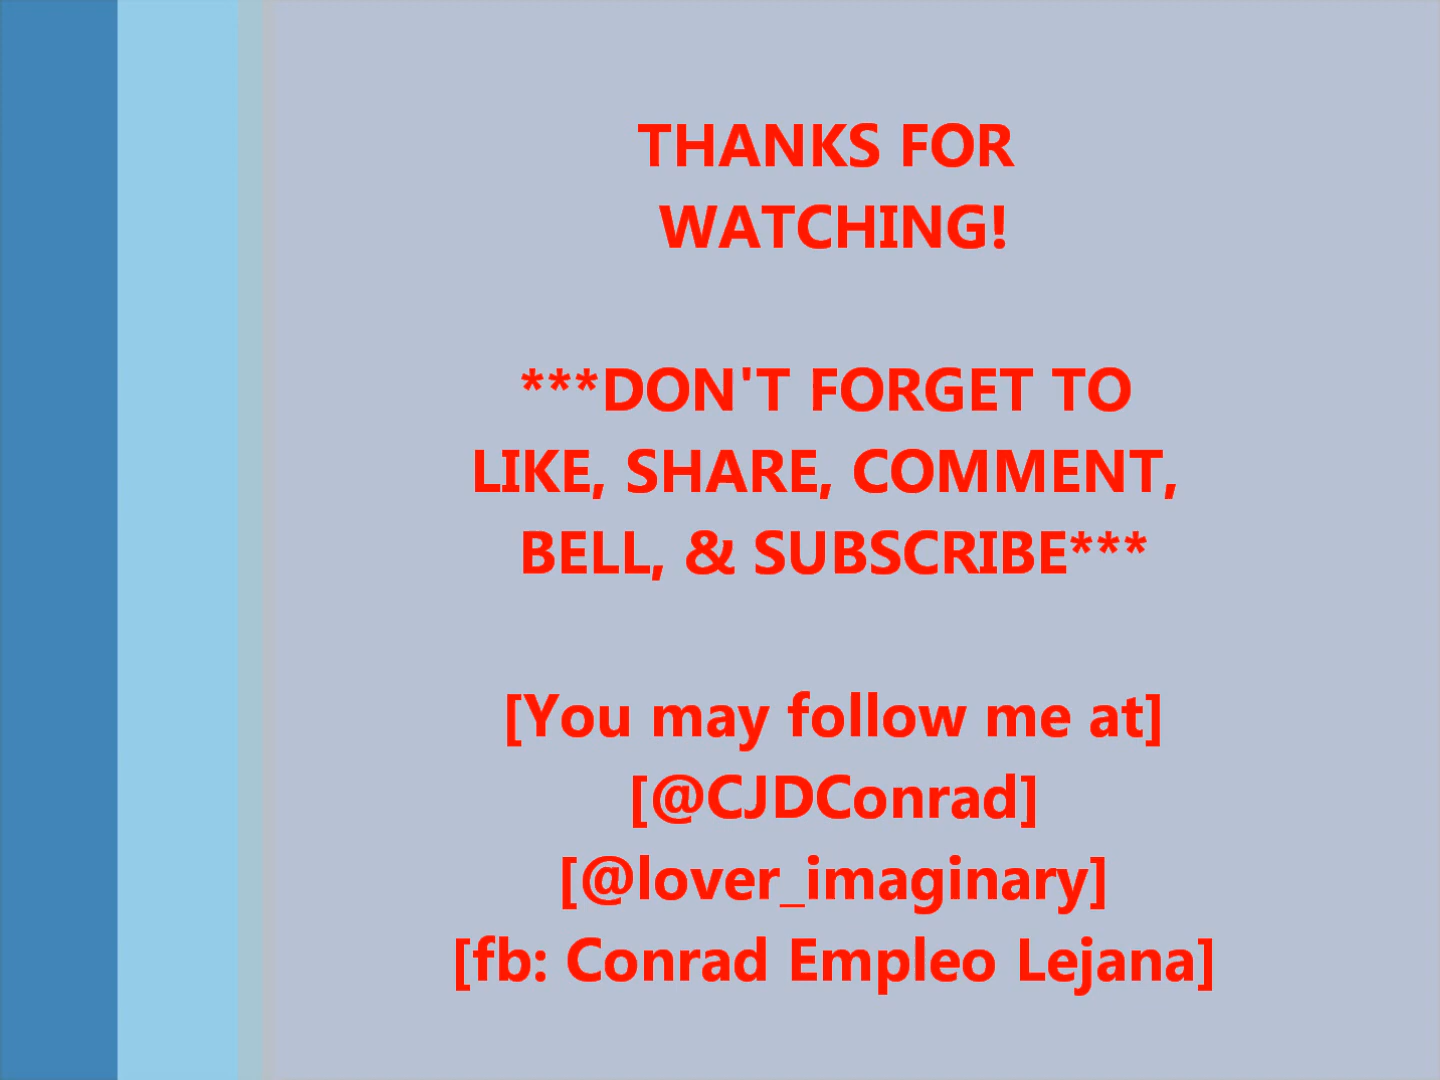 THANKS FOR
WATCHING!
***DON'T FORGET TO
LIKE, SHARE, COMMENT,
BELL, & SUBSCRIBE***
[You may follow me at]
[@CJDConrad]
[@lover_imaginary]
[fb: Conrad Empleo Lejana]